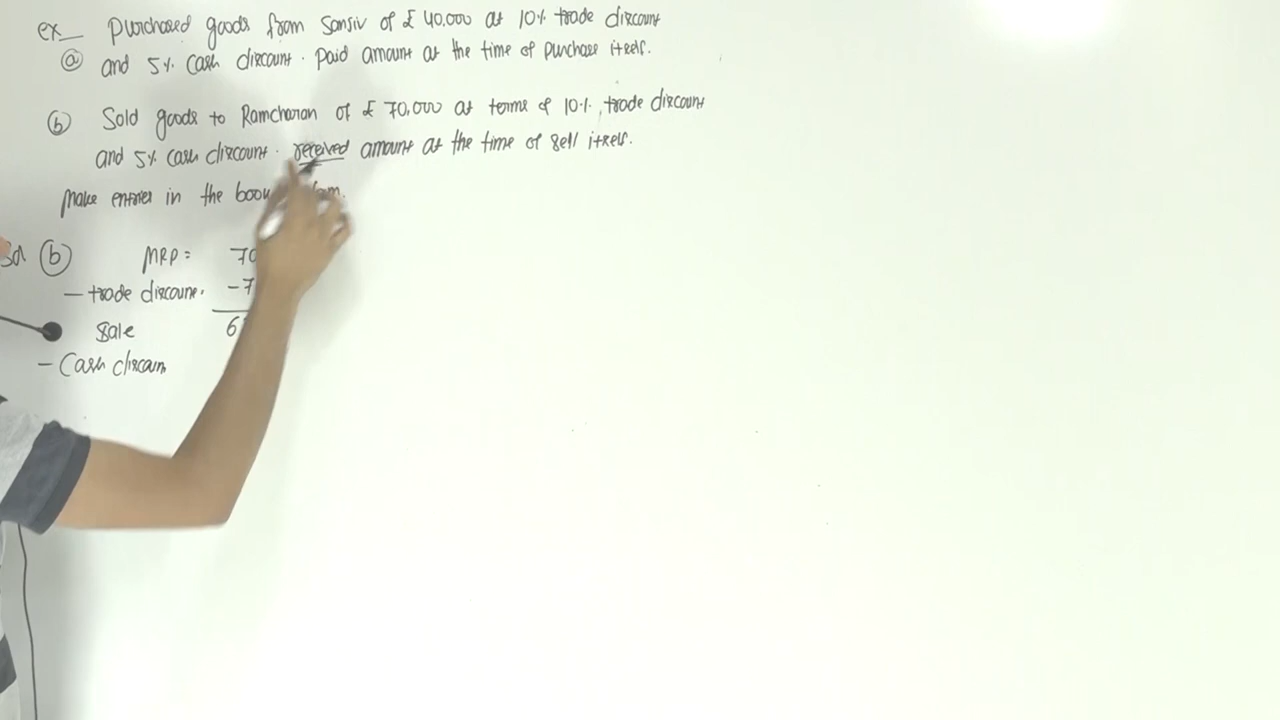 ex Purchased goods from Sansiv of £ 40,000 at 10% trade discount
(a) and 5% cash discount. Paid amount at the time of purchase itself.
(b) Sold goods to Ramcharan of £ 70,000 at terms of 10%, trade discount
and 5% cash discount. received amount at the time of sell itself.
Make entries in the
(b) MRP =
- trade discount.
Sale
- Cash discoun